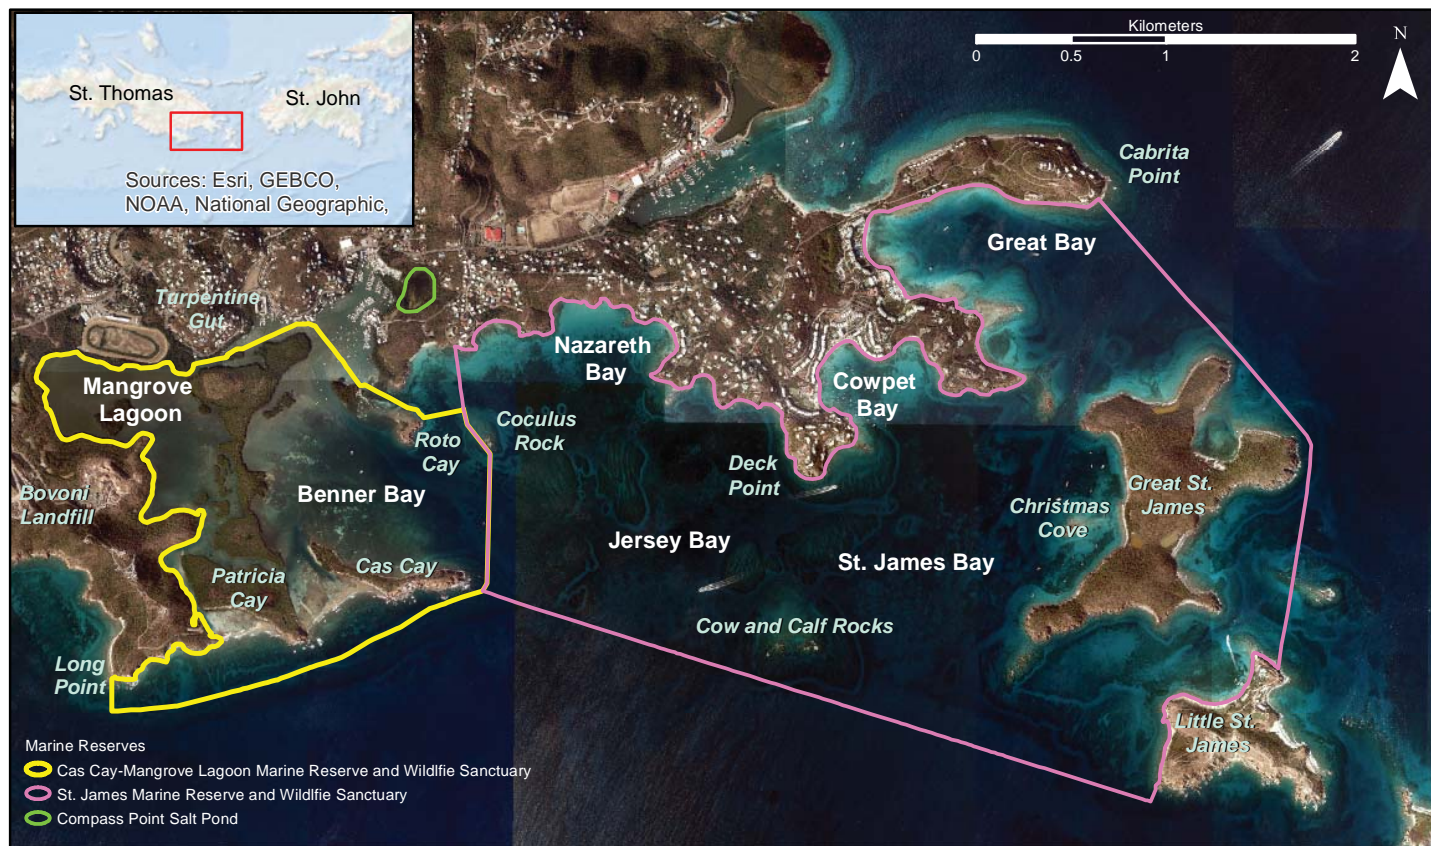 St. Thomas
St. John
Sources: Esri, GEBCO,
NOAA, National Geographic,
Kilometers
0
0.5
1
2
N
Cabrita
Point
Great Bay
Turpentine
Gut
Nazareth
Bay
Mangrove
Lagoon
Cowpet
Bay
Coculus
Rock
Roto
Cay
Deck
Point
Benner Bay
Bovoni
Landfill
Christmas
Cove
Great St.
James
Jersey Bay
St. James Bay
Cas Cay
Patricia
Cay
Cow and Calf Rocks
Long
Point
Little St.
James
Marine Reserves
Cas Cay-Mangrove Lagoon Marine Reserve and Wildlfie Sanctuary
St. James Marine Reserve and Wildlfie Sanctuary
Compass Point Salt Pond